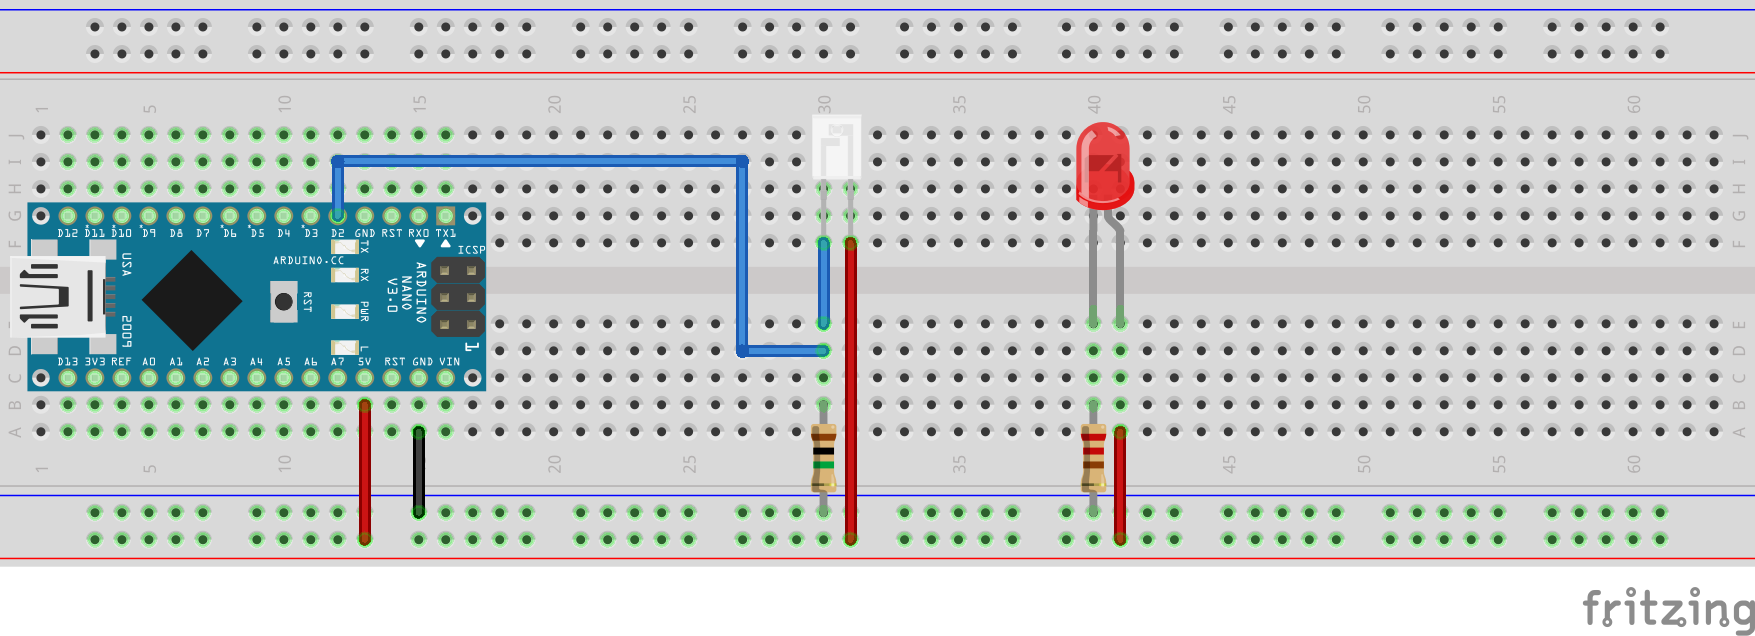 1 5 10 15 20 25 30 35 40 45 50 55 60
J J
I I
H H
G G
F F
D12 D11 D10 D9 D8 D7 D6 D5 D4 D3 D2 GND RST RX0 TX1
USA
ARDUINO.CC
TX
ICSP
RX
RST
PWR
L
ARDUINO
NANO
V3.0
2009
1
E
D
D13 3V3 REF A0 A1 A2 A3 A4 A5 A6 A7 5V RST GND VIN
D
C C
B B
A A
1 5 10 15 20 25 30 35 40 45 50 55 60
fritzing